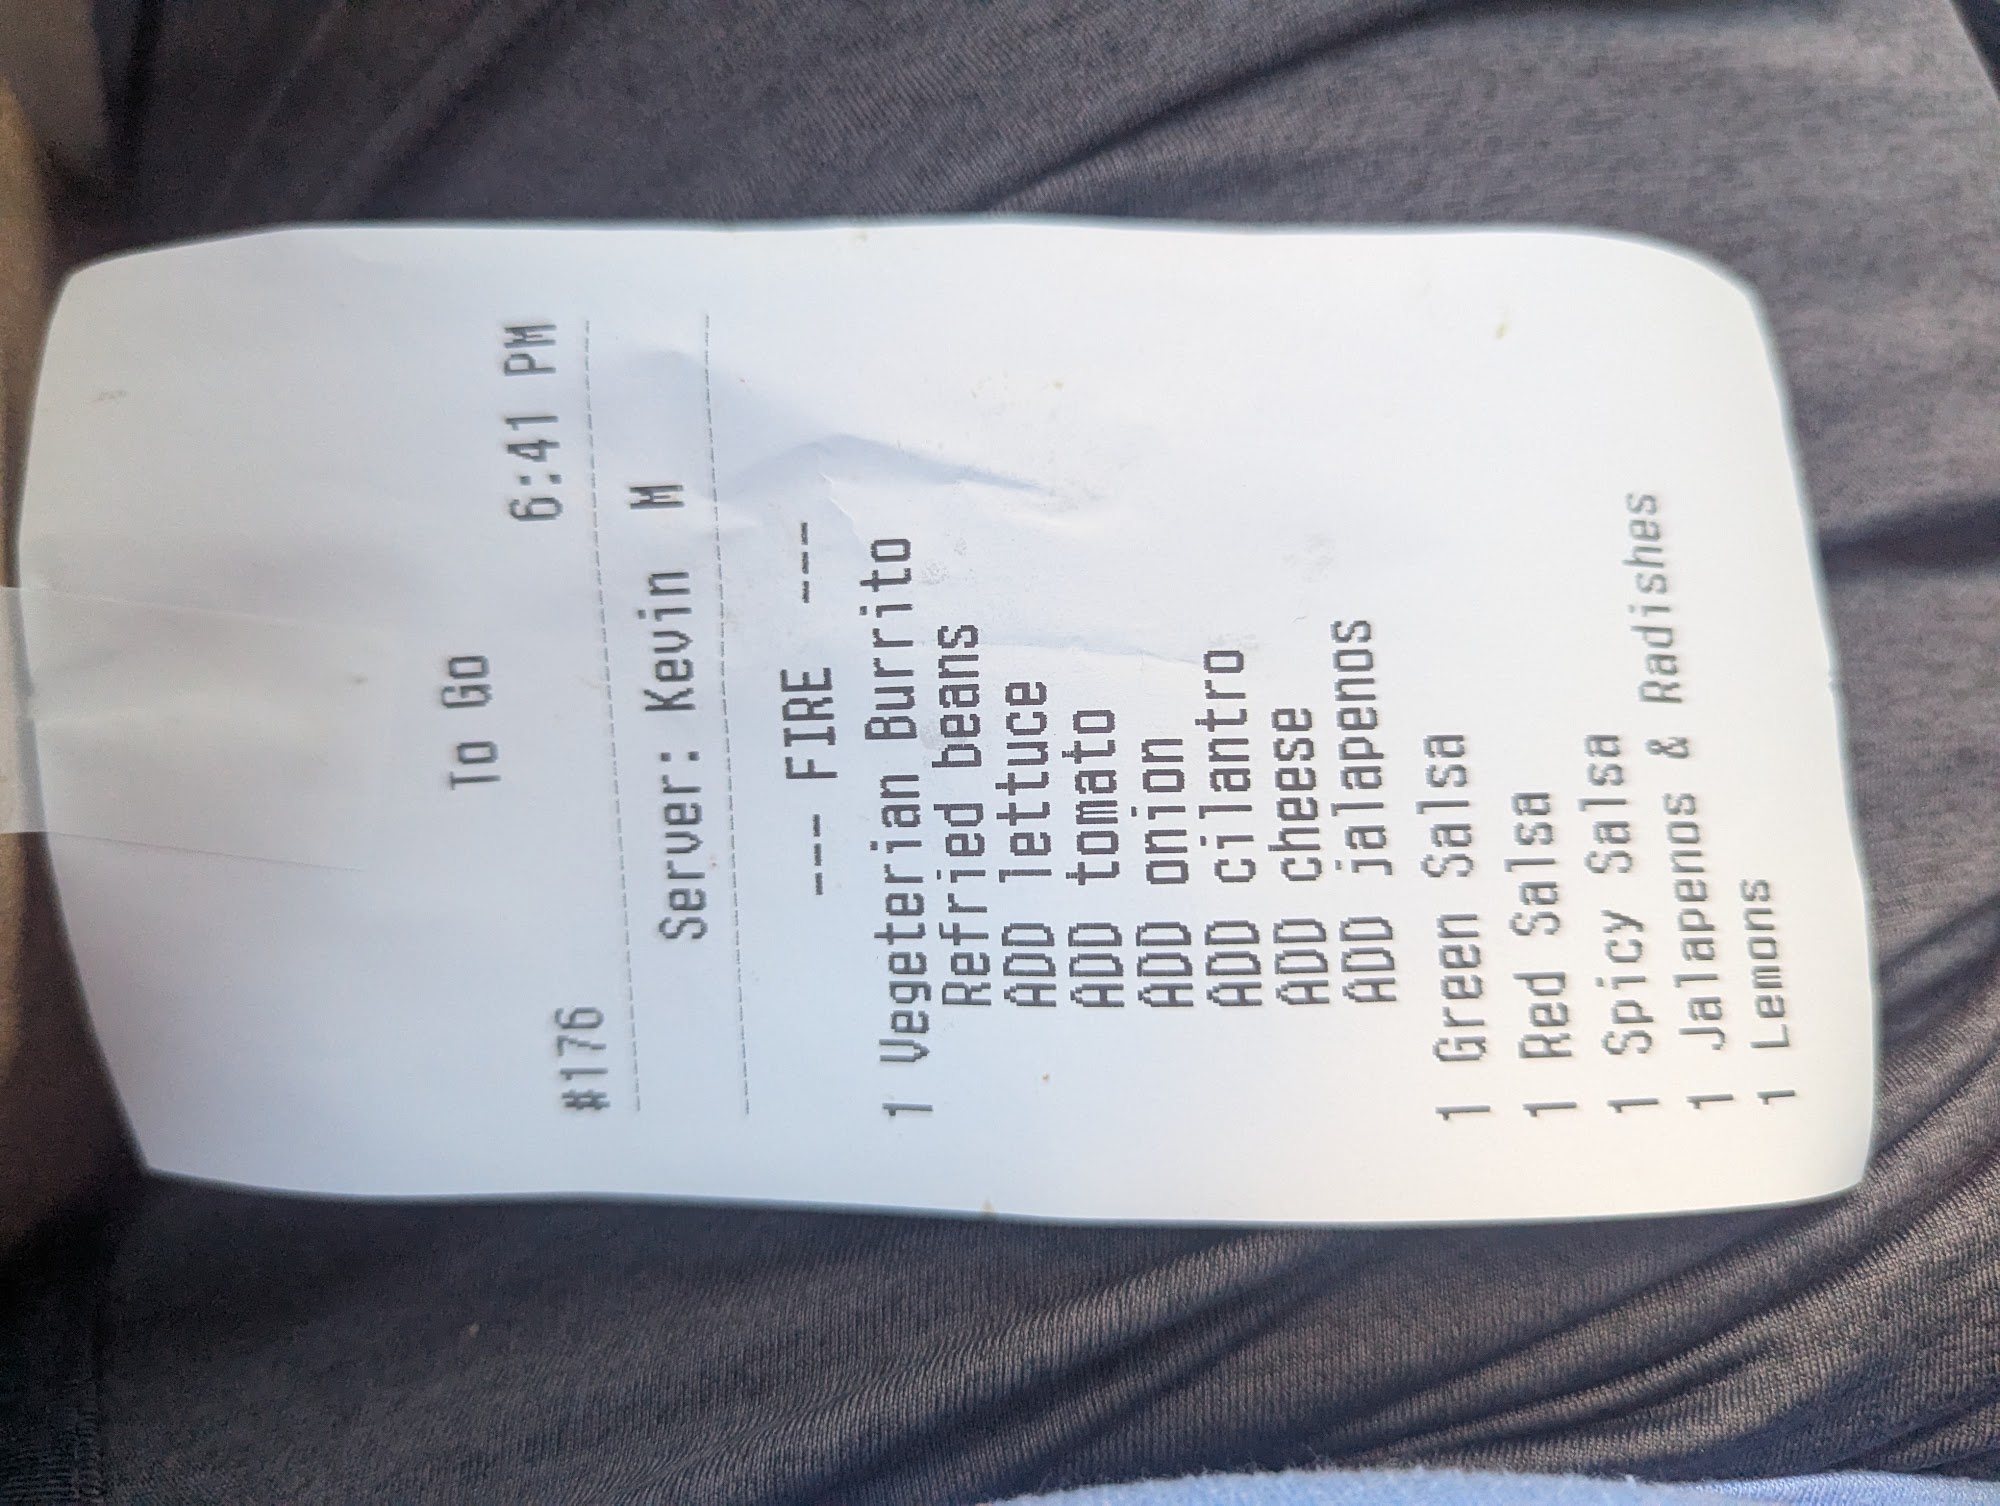 To Go
#176 6:41 PM
Server: Kevin M
--- FIRE ---
1 Vegeterian Burrito
Refried beans
ADD lettuce
ADD tomato
ADD onion
ADD cilantro
ADD cheese
ADD jalapenos
1 Green Salsa
1 Red Salsa
1 Spicy Salsa
1 Jalapenos & Radishes
1 Lemons